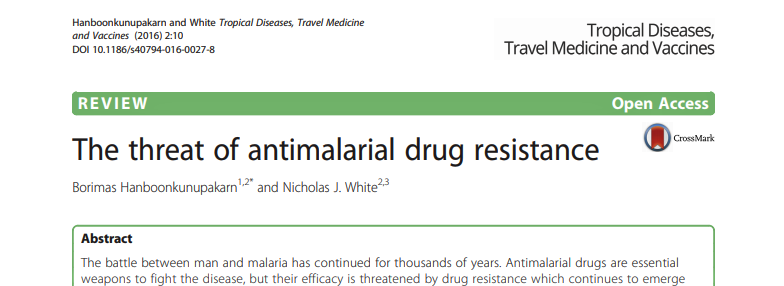 Hanboonkunupakarn and White Tropical Diseases, Travel Medicine
and Vaccines (2016) 2:10
DOI 10.1186/s40794-016-0027-8
Tropical Diseases,
Travel Medicine and Vaccines
REVIEW Open Access
The threat of antimalarial drug resistance
CrossMark
Borimas Hanboonkunupakarn1,2* and Nicholas J. White2,3
Abstract
The battle between man and malaria has continued for thousands of years. Antimalarial drugs are essential
weapons to fight the disease, but their efficacy is threatened by drug resistance which continues to emerge